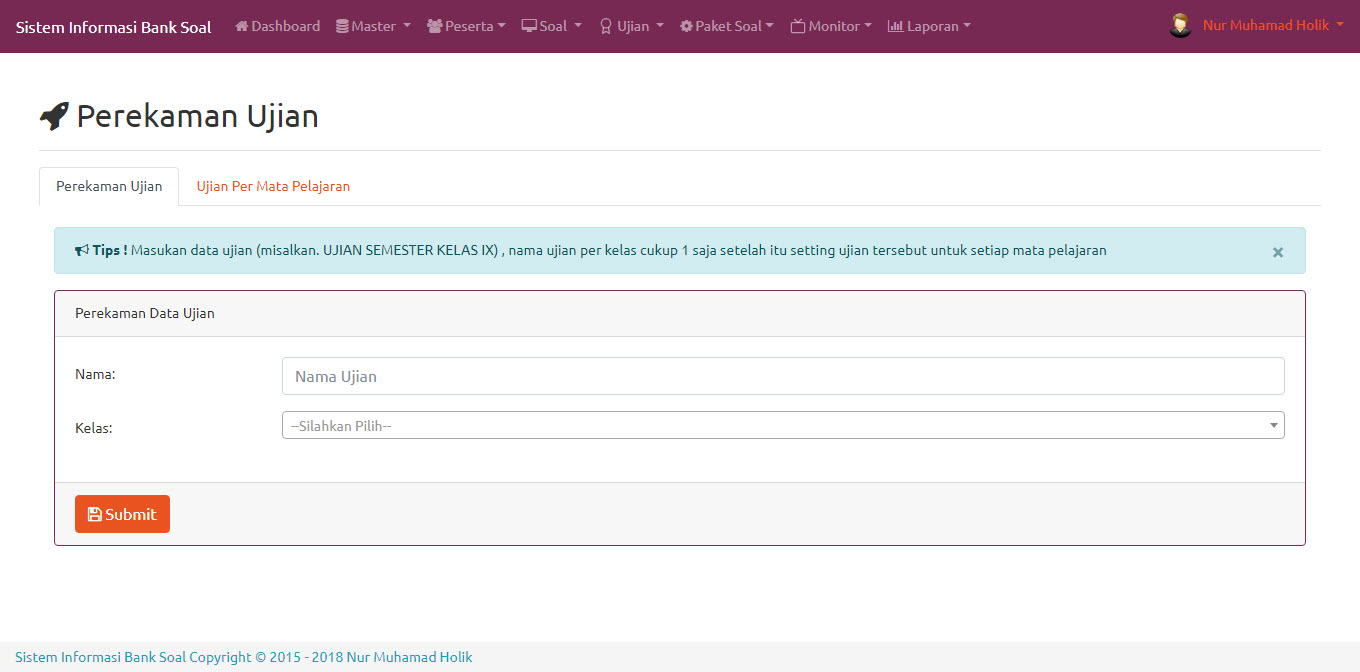 Sistem Informasi Bank Soal Dashboard Master Peserta Soal Ujian Paket Soal Monitor Laporan Nur Muhamad Holik
Perekaman Ujian
Perekaman Ujian Ujian Per Mata Pelajaran
Tips ! Masukan data ujian (misalkan. UJIAN SEMESTER KELAS IX) , nama ujian per kelas cukup 1 saja setelah itu setting ujian tersebut untuk setiap mata pelajaran ×
Perekaman Data Ujian
Nama: Nama Ujian
Kelas: --Silahkan Pilih--
Submit
Sistem Informasi Bank Soal Copyright © 2015 - 2018 Nur Muhamad Holik